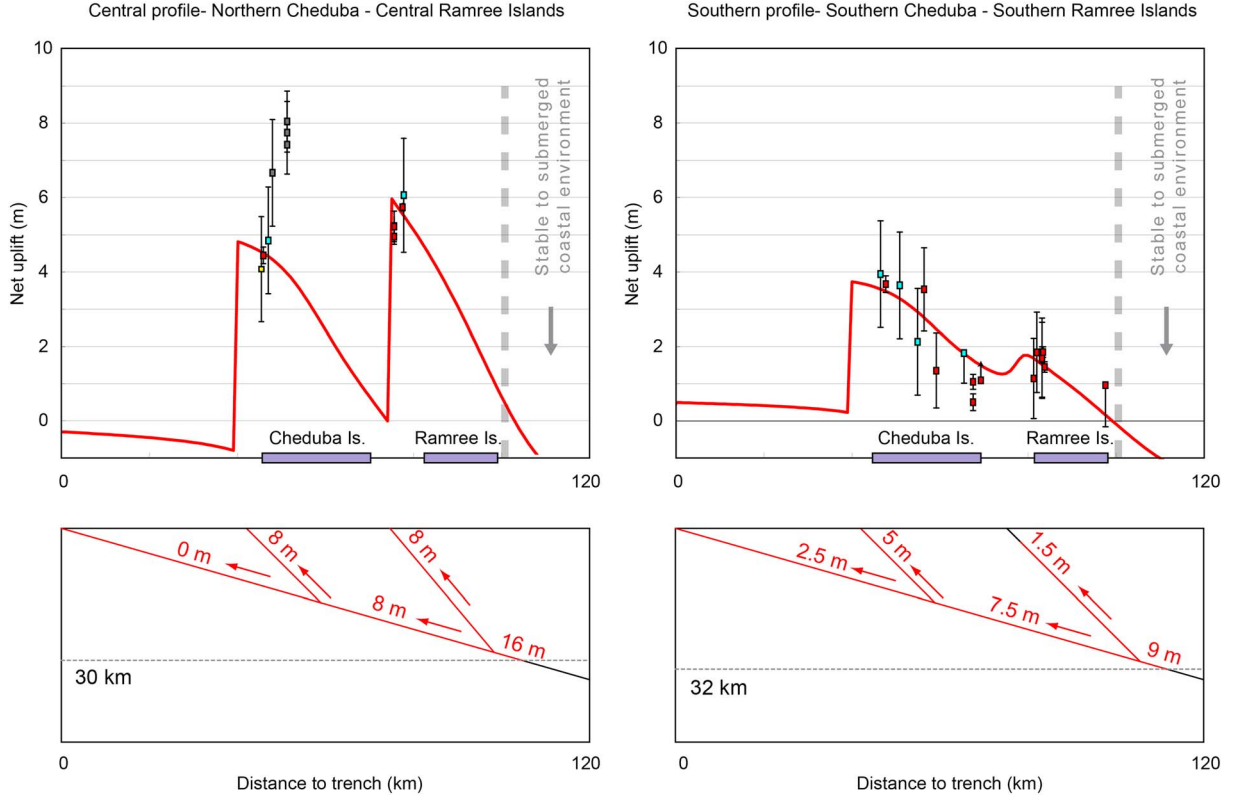 Central profile- Northern Cheduba - Central Ramree Islands
10
8
6
4
2
0
Net uplift (m)
Stable to submerged
coastal environment
Cheduba Is.
Ramree Is.
0
120
0 m
8 m
8 m
8 m
16 m
30 km
0
120
Distance to trench (km)
Southern profile- Southern Cheduba - Southern Ramree Islands
10
8
6
4
2
0
Net uplift (m)
Stable to submerged
coastal environment
Cheduba Is.
Ramree Is.
0
120
2.5 m
5 m
1.5 m
7.5 m
9 m
32 km
0
120
Distance to trench (km)